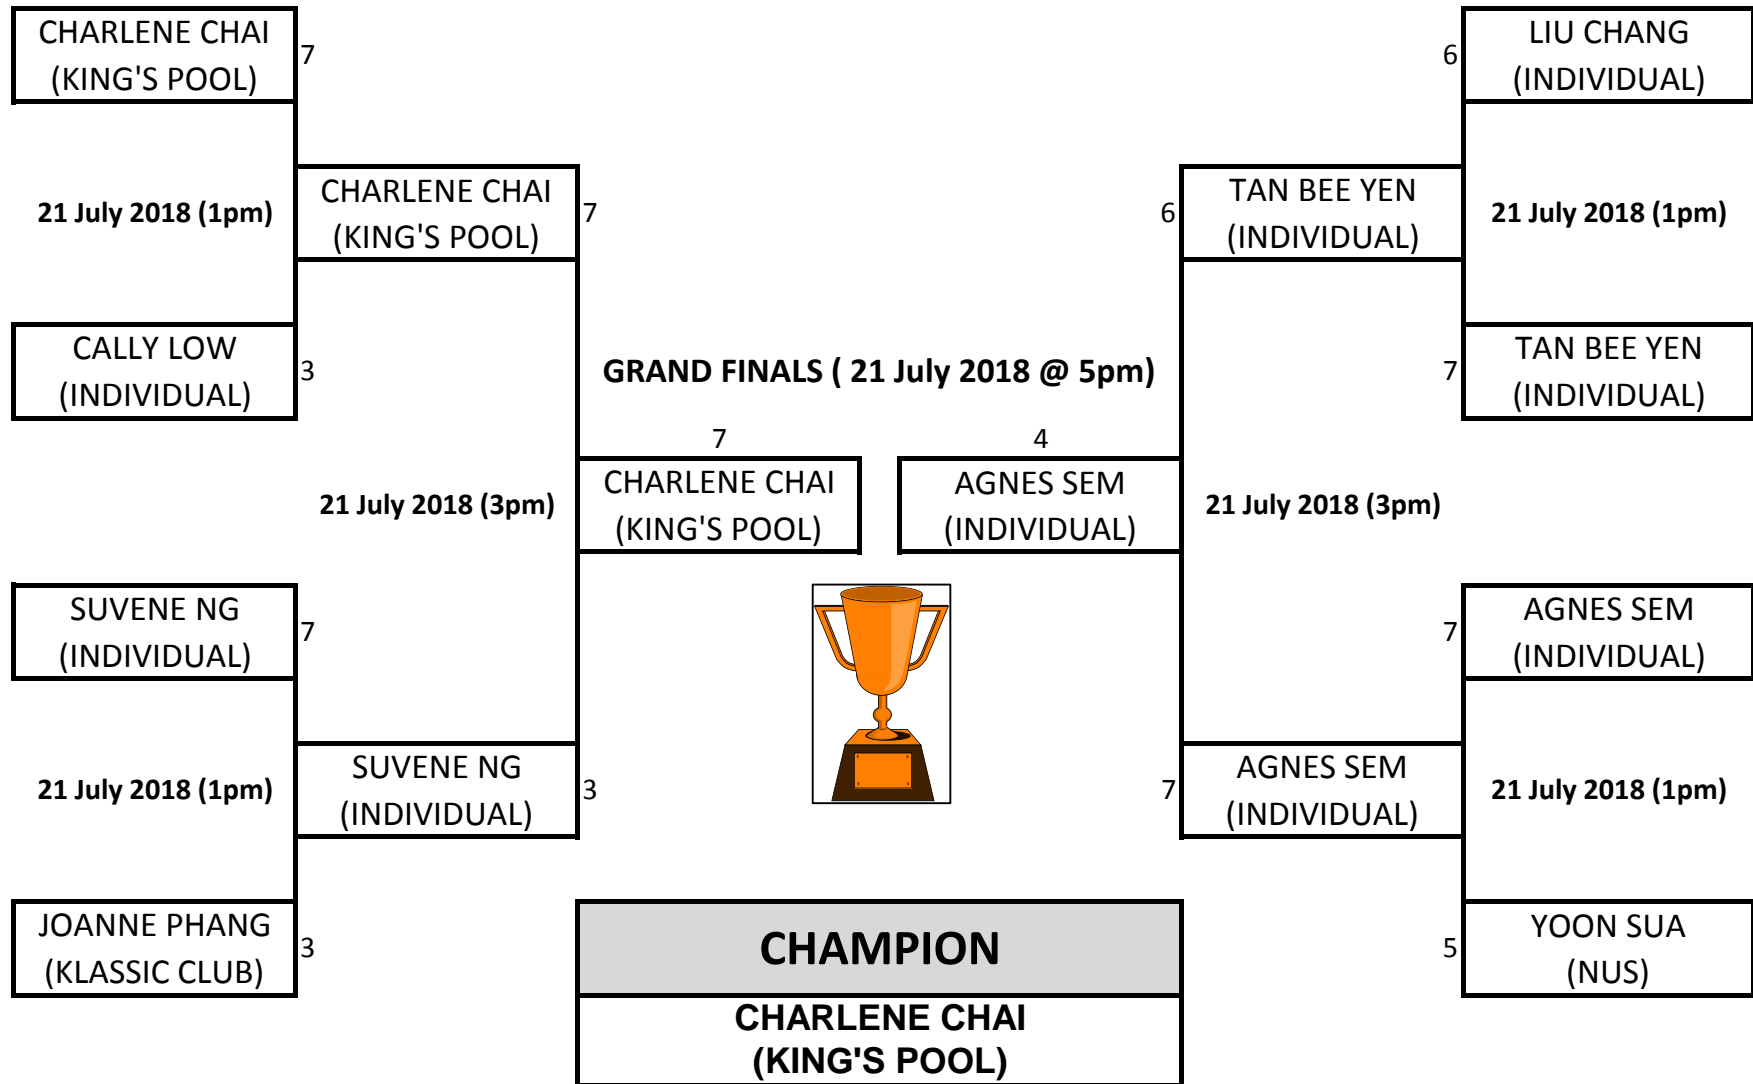 CHARLENE CHAI
(KING'S POOL)
7
21 July 2018 (1pm)
CALLY LOW
(INDIVIDUAL)
3
CHARLENE CHAI
(KING'S POOL)
7
21 July 2018 (3pm)
SUVENE NG
(INDIVIDUAL)
7
21 July 2018 (1pm)
JOANNE PHANG
(KLASSIC CLUB)
3
SUVENE NG
(INDIVIDUAL)
3
GRAND FINALS ( 21 July 2018 @ 5pm)
7
CHARLENE CHAI
(KING'S POOL)
4
AGNES SEM
(INDIVIDUAL)
6
TAN BEE YEN
(INDIVIDUAL)
21 July 2018 (3pm)
7
AGNES SEM
(INDIVIDUAL)
6
LIU CHANG
(INDIVIDUAL)
21 July 2018 (1pm)
7
TAN BEE YEN
(INDIVIDUAL)
7
AGNES SEM
(INDIVIDUAL)
21 July 2018 (1pm)
5
YOON SUA
(NUS)
CHAMPION
CHARLENE CHAI
(KING'S POOL)